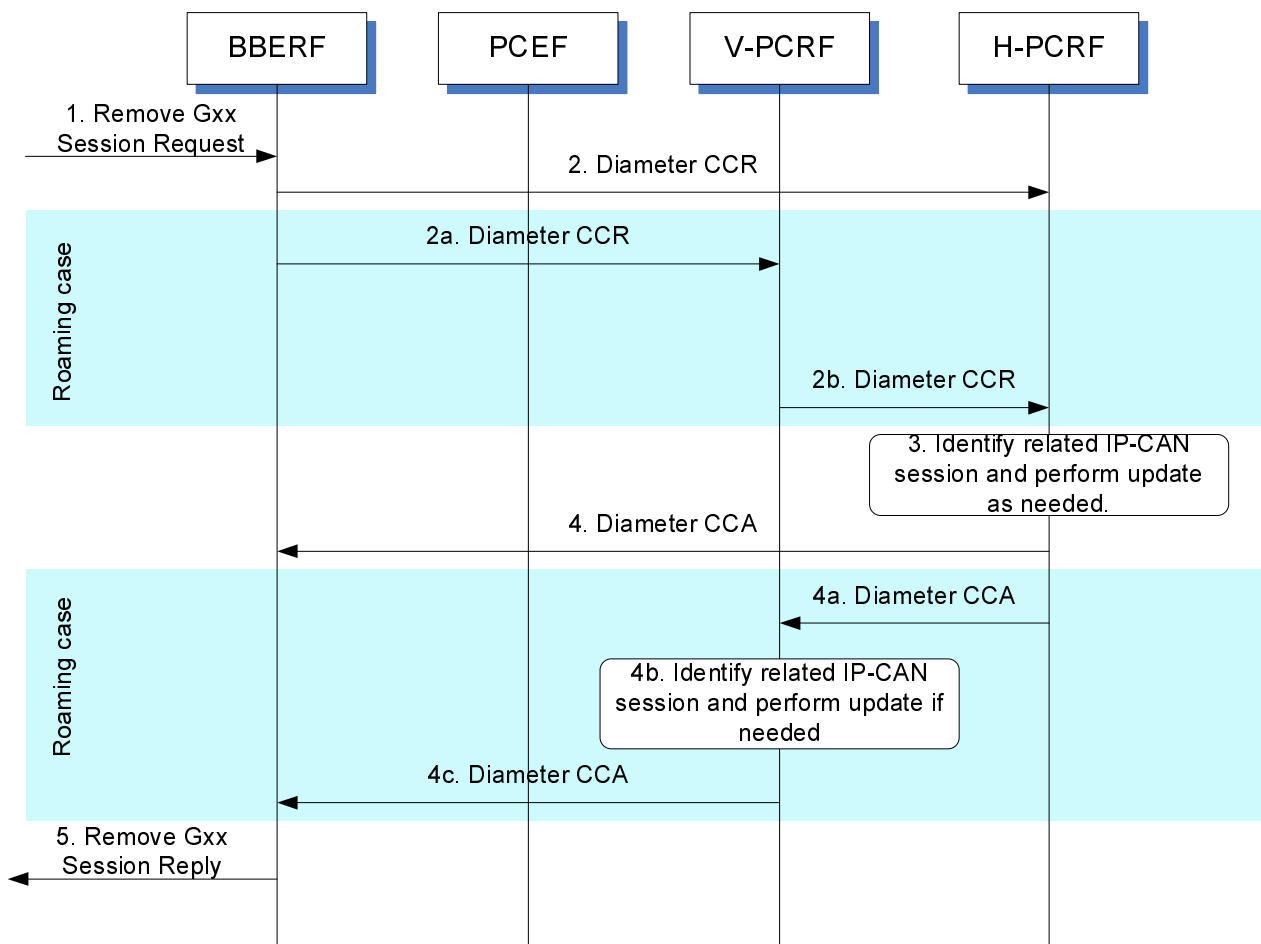 BBERF
PCEF
V-PCRF
H-PCRF
1. Remove Gxx
Session Request
2. Diameter CCR
Roaming case
2a. Diameter CCR
2b. Diameter CCR
3. Identify related IP-CAN
session and perform update
as needed.
4. Diameter CCA
Roaming case
4a. Diameter CCA
4b. Identify related IP-CAN
session and perform update if
needed
4c. Diameter CCA
5. Remove Gxx
Session Reply